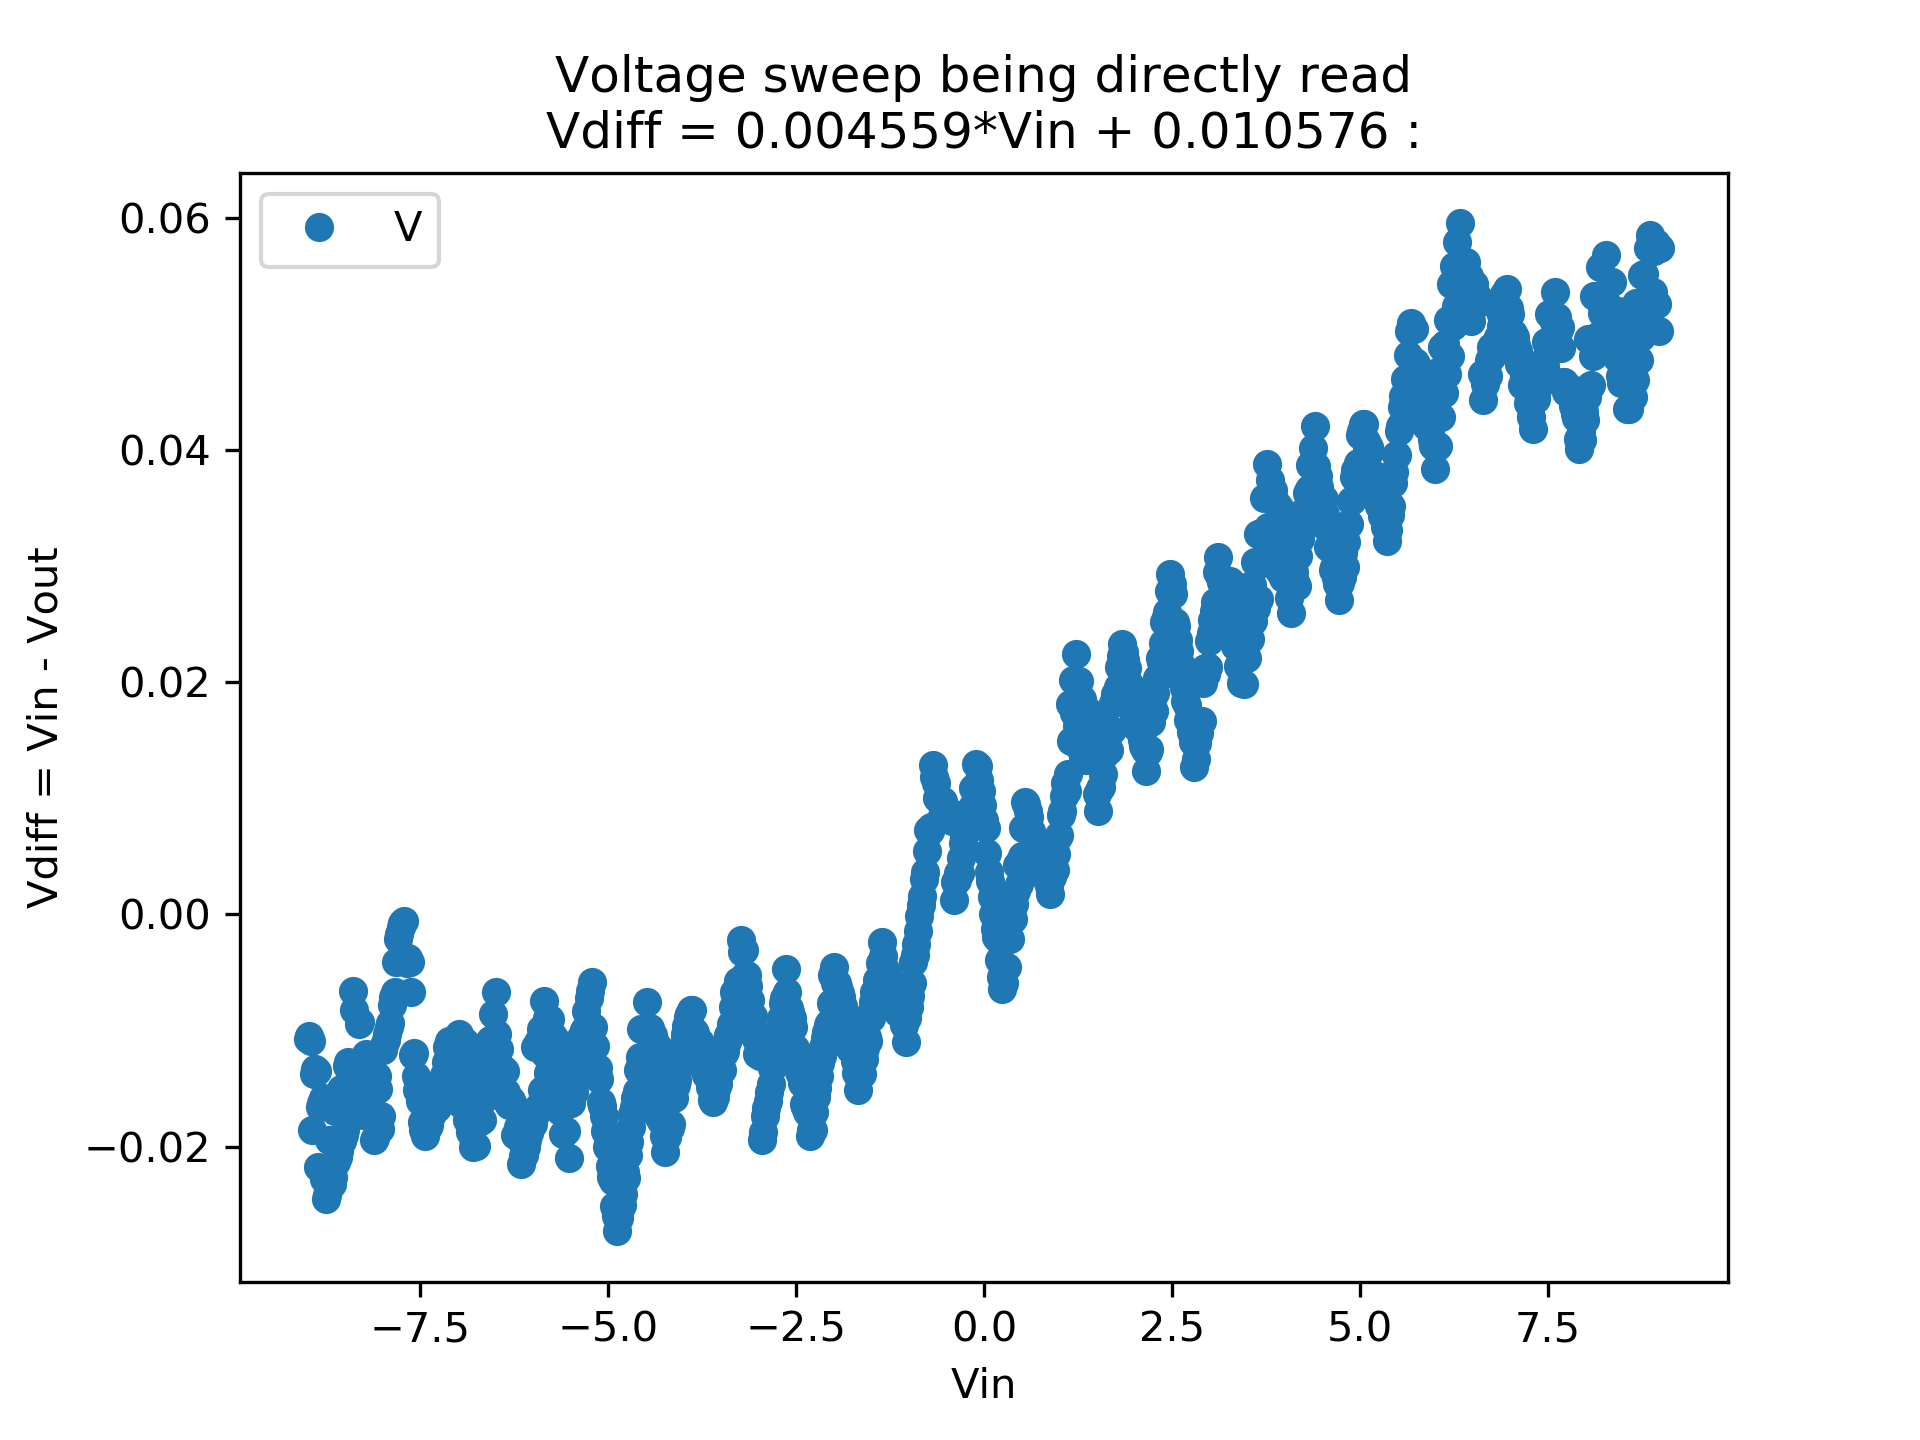 Voltage sweep being directly read
Vdiff = 0.004559*Vin + 0.010576 :
V
Vdiff = Vin - Vout
0.06
0.04
0.02
0.00
−0.02
−7.5 −5.0 −2.5 0.0 2.5 5.0 7.5
Vin